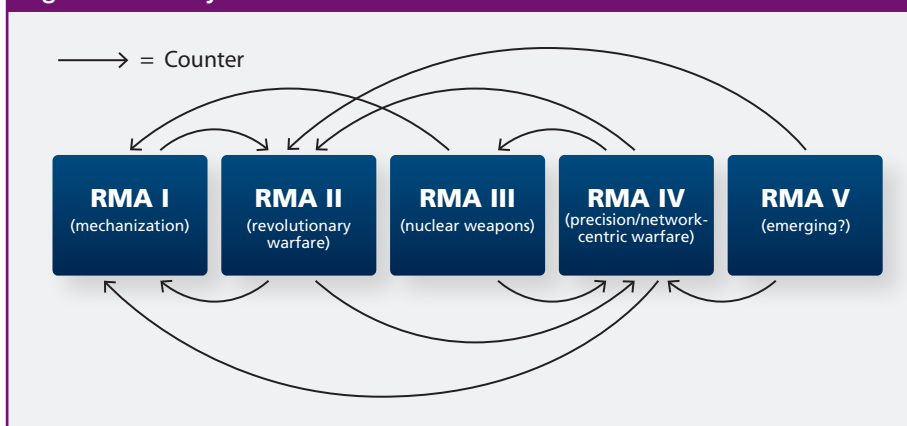 = Counter
RMA I
(mechanization)
RMA II
(revolutionary
warfare)
RMA III
(nuclear weapons)
RMA IV
(precision/network-
centric warfare)
RMA V
(emerging?)